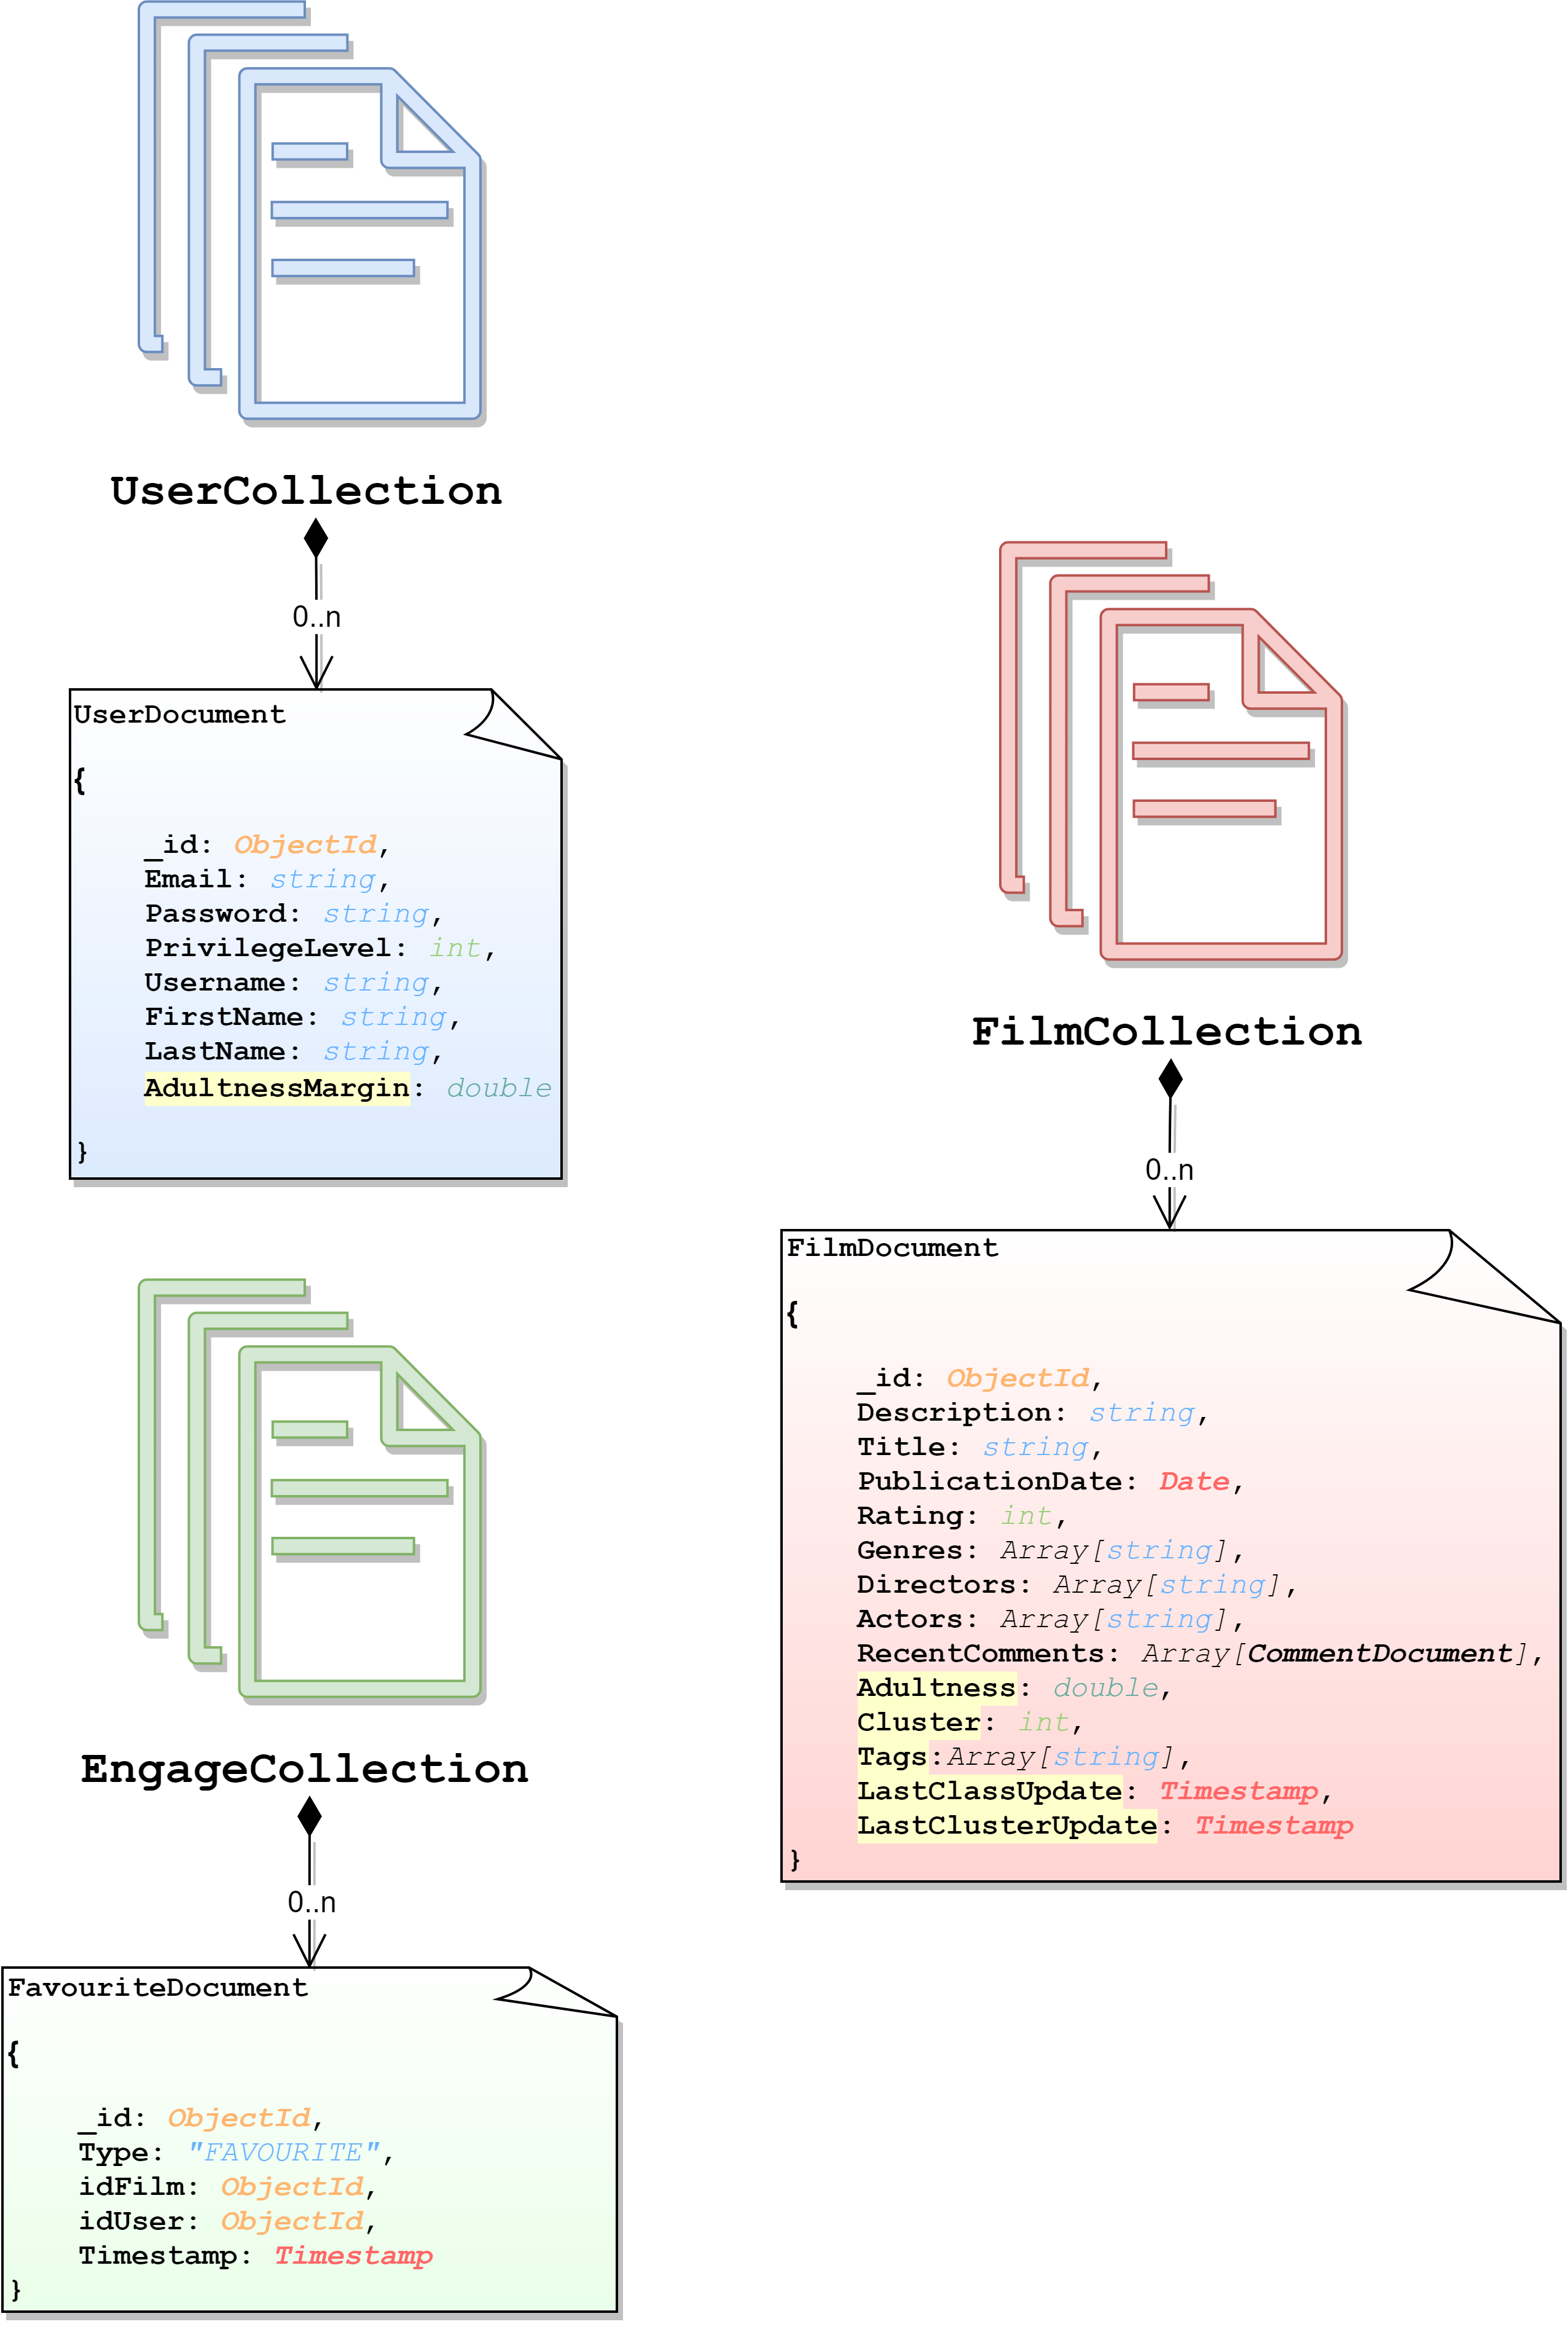 UserCollection
0..n
UserDocument
{
_id: ObjectId,
Email: string,
Password: string,
PrivilegeLevel: int,
Username: string,
FirstName: string,
LastName: string,
AdultnessMargin: double
}
EngageCollection
0..n
FavouriteDocument
{
_id: ObjectId,
Type: "FAVOURITE",
idFilm: ObjectId,
idUser: ObjectId,
Timestamp: Timestamp
}
FilmCollection
0..n
FilmDocument
{
_id: ObjectId,
Description: string,
Title: string,
PublicationDate: Date,
Rating: int,
Genres: Array[string],
Directors: Array[string],
Actors: Array[string],
RecentComments: Array[CommentDocument],
Adultness: double,
Cluster: int,
Tags:Array[string],
LastClassUpdate: Timestamp,
LastClusterUpdate: Timestamp
}